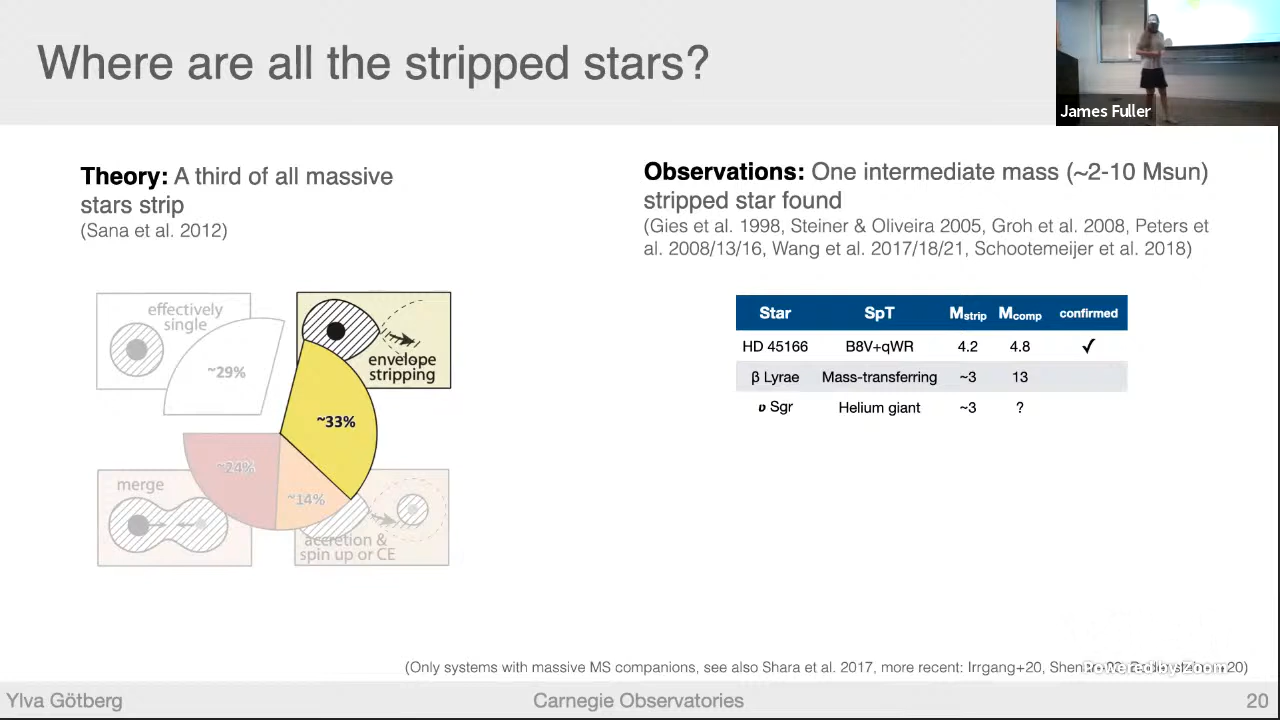 Where are all the stripped stars?
James Fuller
Theory: A third of all massive
stars strip
(Sana et al. 2012)
Observations: One intermediate mass (~2-10 Msun)
stripped star found
(Gies et al. 1998, Steiner & Oliveira 2005, Groh et al. 2008, Peters et
al. 2008/13/16, Wang et al. 2017/18/21, Schootemeijer et al. 2018)
effectively
single
~29%
envelope
stripping
~33%
~24%
~14%
merge
accretion &
spin up or CE
Star SpT Mstrip Mcomp confirmed
HD 45166 B8V+qWR 4.2 4.8 ✓
β Lyrae Mass-transferring ~3 13
υ Sgr Helium giant ~3 ?
(Only systems with massive MS companions, see also Shara et al. 2017, more recent: Irrgang+20,
Powered by Zoom
Ylva Götberg Carnegie Observatories 20